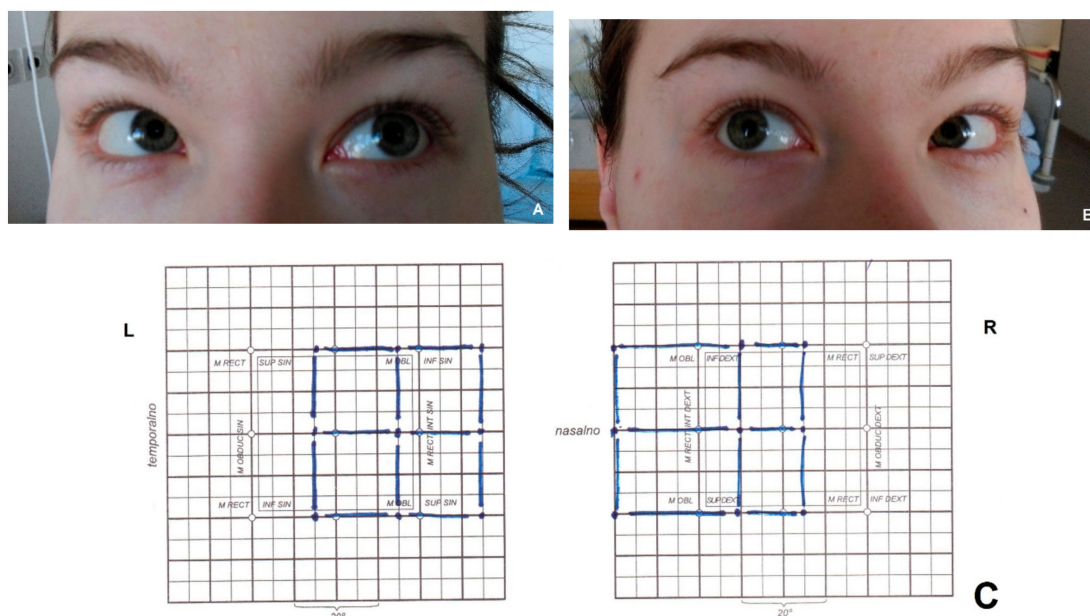 A
B
L
R
C
temporalno
nasalno
M RECT SUP SIN
M OBL INF SIN
M OBDUC SIN
M RECT INT SIN
M RECT INF SIN
M OBL SUP SIN
M OBL INF DEXT
M RECT SUP DEXT
M RECT INT DEXT
M OBDUC DEXT
M OBL SUP DEXT
M RECT INF DEXT
20°
20°